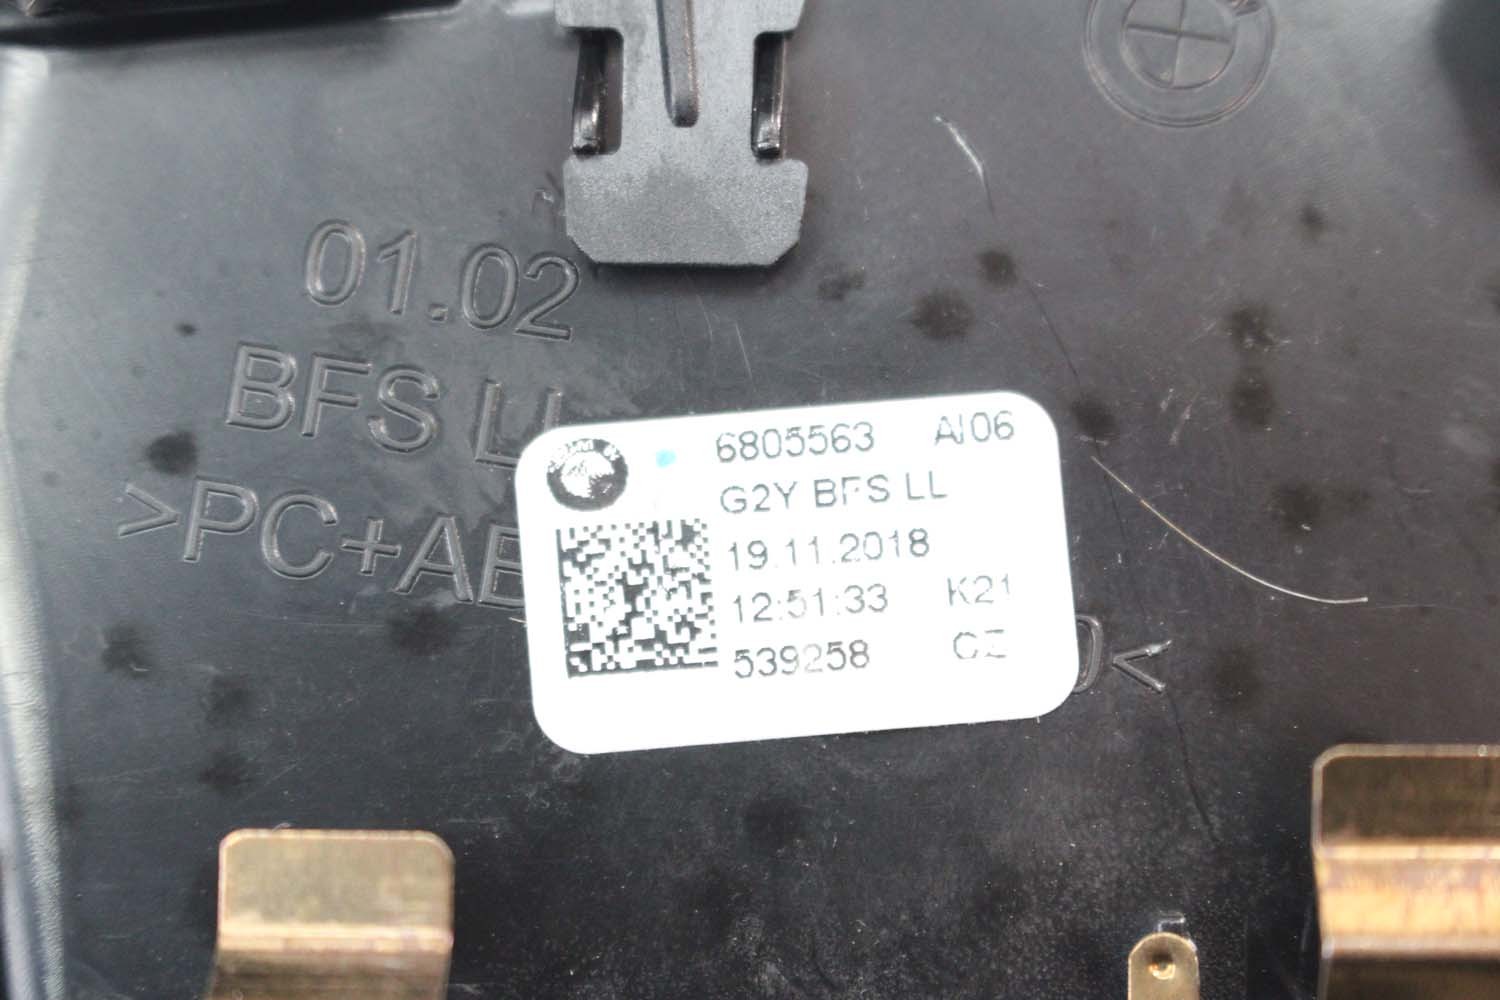 01.02
BFS LL
>PC+AB
6805563 AI06
G2Y BFS LL
19.11.2018
12:51:33 K21
539258 CZ